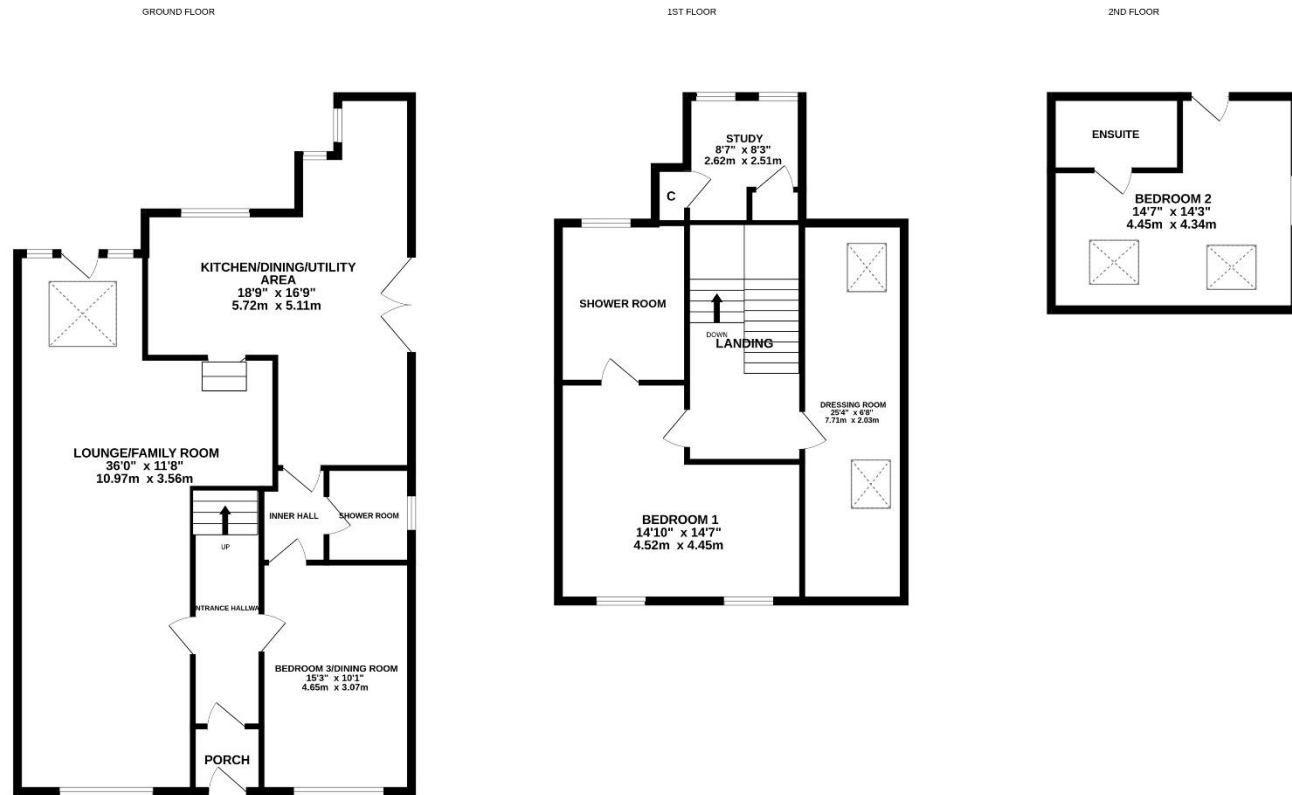 GROUND FLOOR
1ST FLOOR
2ND FLOOR
KITCHEN/DINING/UTILITY
AREA
18'9" x 16'9"
5.72m x 5.11m
LOUNGE/FAMILY ROOM
36'0" x 11'8"
10.97m x 3.56m
INNER HALL
SHOWER ROOM
UP
NTRANCE HALLWA
BEDROOM 3/DINING ROOM
15'3" x 10'1"
4.65m x 3.07m
PORCH
STUDY
8'7" x 8'3"
2.62m x 2.51m
C
SHOWER ROOM
DOWN
LANDING
DRESSING ROOM
25'4" x 6'8"
7.71m x 2.03m
BEDROOM 1
14'10" x 14'7"
4.52m x 4.45m
ENSUITE
BEDROOM 2
14'7" x 14'3"
4.45m x 4.34m